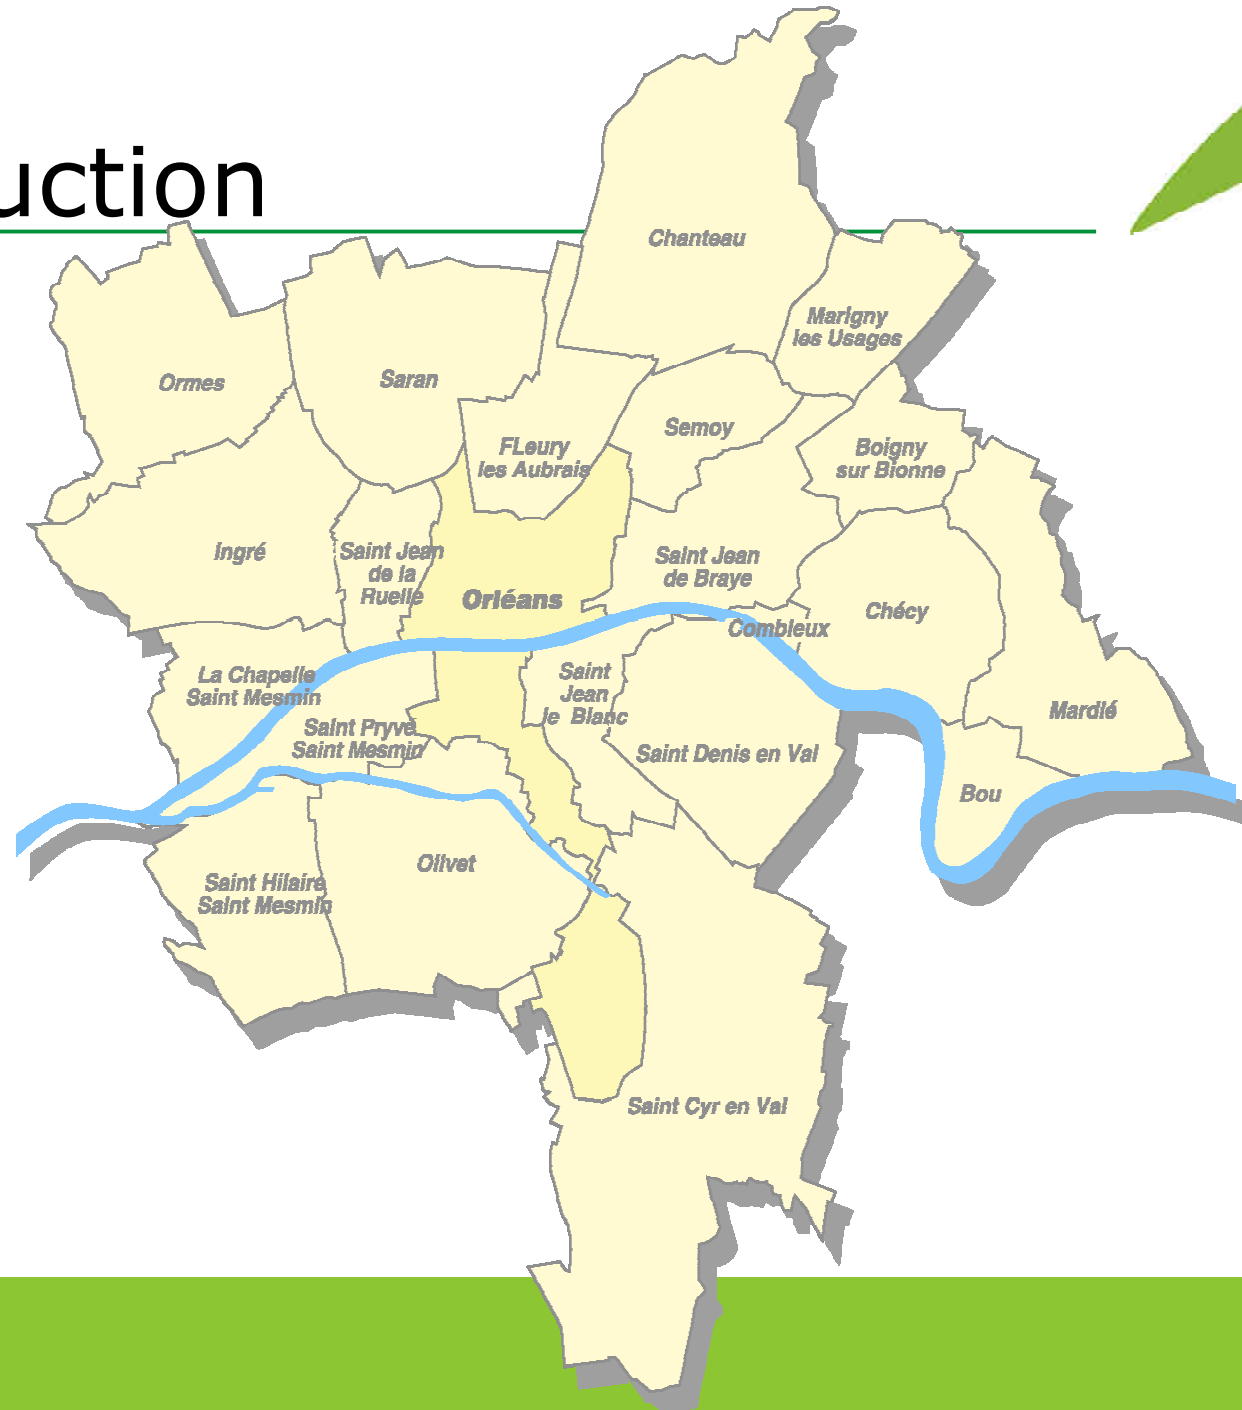 uction
Chanteau
Marigny
les Usages
Ormes
Saran
Semoy
FLeury
les Aubrais
Boigny
sur Bionne
Ingré
Saint Jean
de la
Ruelle
Orléans
Saint Jean
de Braye
Chécy
Combleux
La Chapelle
Saint Mesmin
Saint
Jean
le Blanc
Mardié
Saint Pryvé
Saint Mesmin
Saint Denis en Val
Bou
Olivet
Saint Hilaire
Saint Mesmin
Saint Cyr en Val